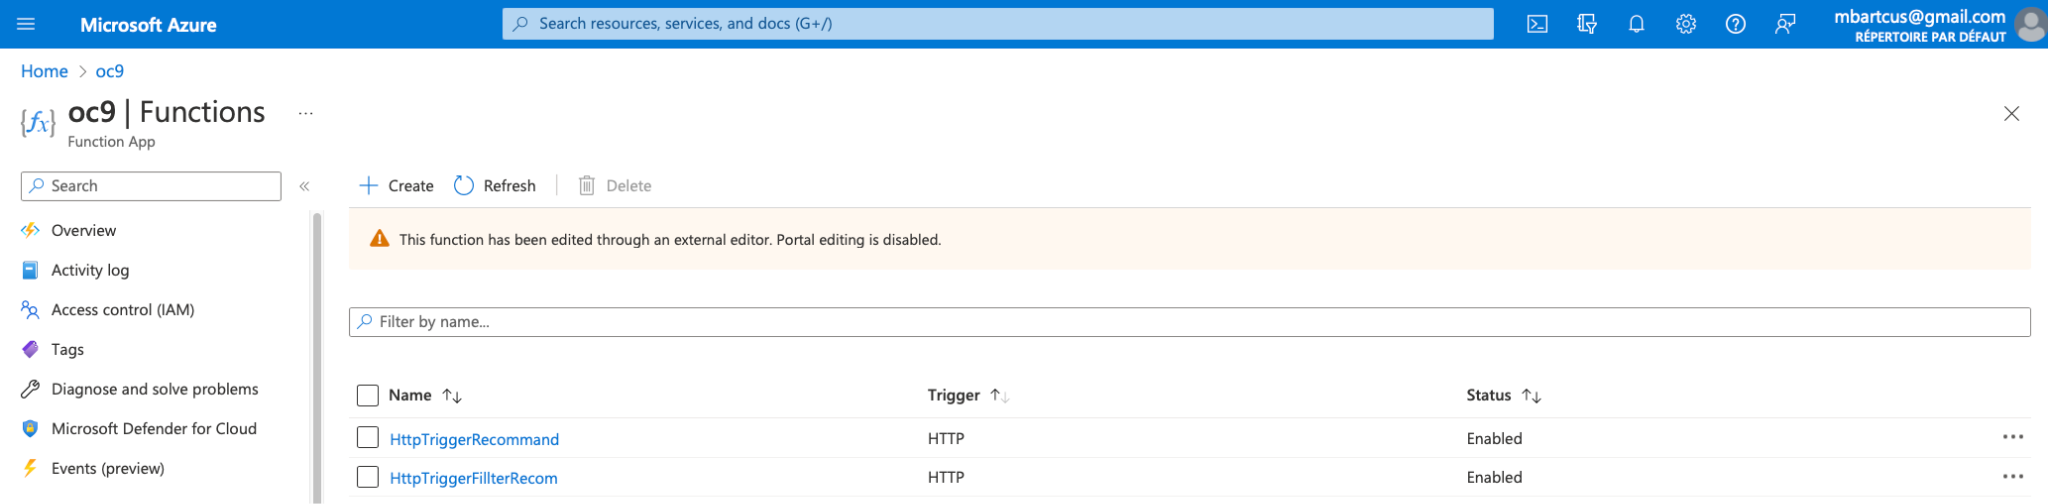 Microsoft Azure
Search resources, services, and docs (G+/)
mbartcus@gmail.com
RÉPERTOIRE PAR DÉFAUT
Home > oc9
{fx}
oc9 | Functions ...
Function App
Search «
Overview
Activity log
Access control (IAM)
Tags
Diagnose and solve problems
Microsoft Defender for Cloud
Events (preview)
Create Refresh Delete
This function has been edited through an external editor. Portal editing is disabled.
Filter by name...
Name ↑↓ Trigger ↑↓ Status ↑↓
HttpTriggerRecommand HTTP Enabled ...
HttpTriggerFillterRecom HTTP Enabled ...